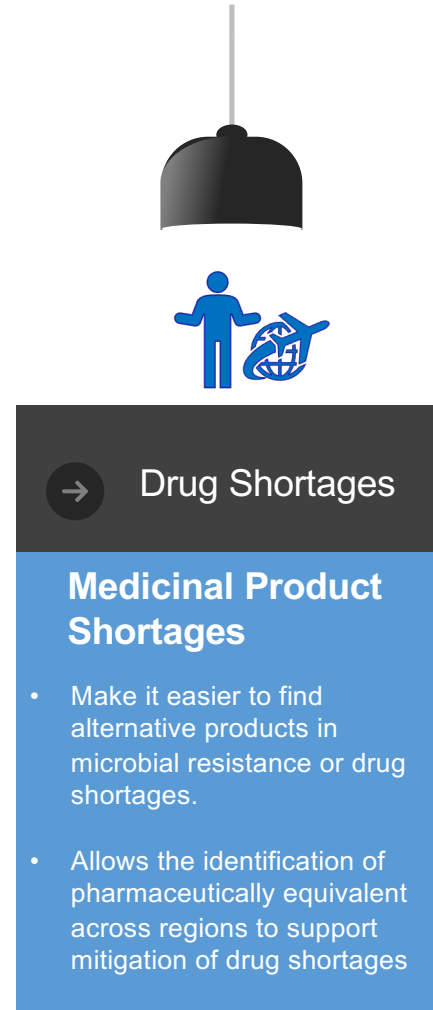 Drug Shortages
Medicinal Product
Shortages
• Make it easier to find
alternative products in
microbial resistance or drug
shortages.
• Allows the identification of
pharmaceutically equivalent
across regions to support
mitigation of drug shortages